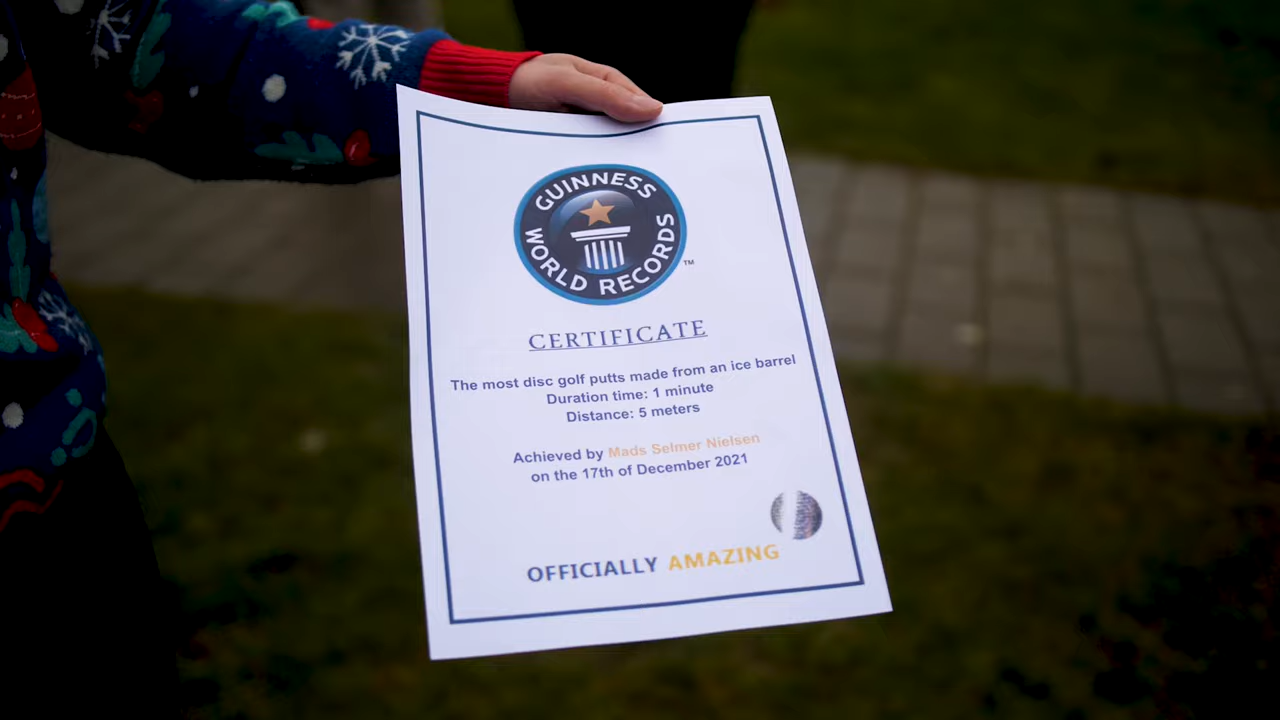 GUINNESS
WORLD RECORDS
TM
CERTIFICATE
The most disc golf putts made from an ice barrel
Duration time: 1 minute
Distance: 5 meters
Achieved by Mads Selmer Nielsen
on the 17th of December 2021
OFFICIALLY AMAZING